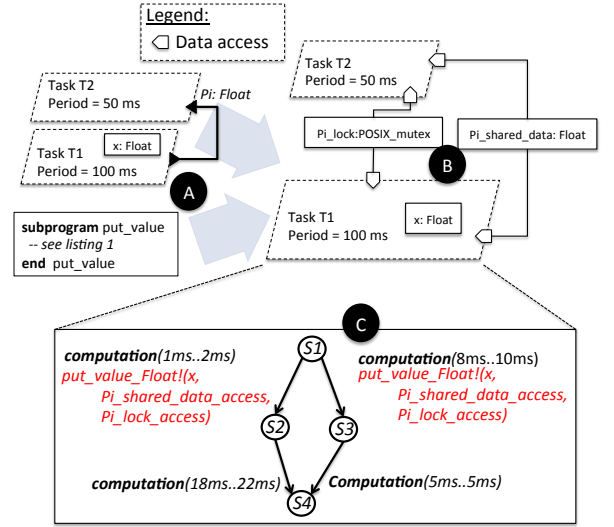 Legend:
Data access
Task T2
Period = 50 ms
Pi: Float
x: Float
Task T1
Period = 100 ms
A
subprogram put_value
-- see listing 1
end put_value
Task T2
Period = 50 ms
Pi_lock:POSIX_mutex
Pi_shared_data: Float
B
Task T1
Period = 100 ms
x: Float
C
S1
computation(1ms..2ms)
put_value_Float!(x,
Pi_shared_data_access,
Pi_lock_access)
computation(8ms..10ms)
put_value_Float!(x,
Pi_shared_data_access,
Pi_lock_access)
S2
S3
computation(18ms..22ms)
Computation(5ms..5ms)
S4